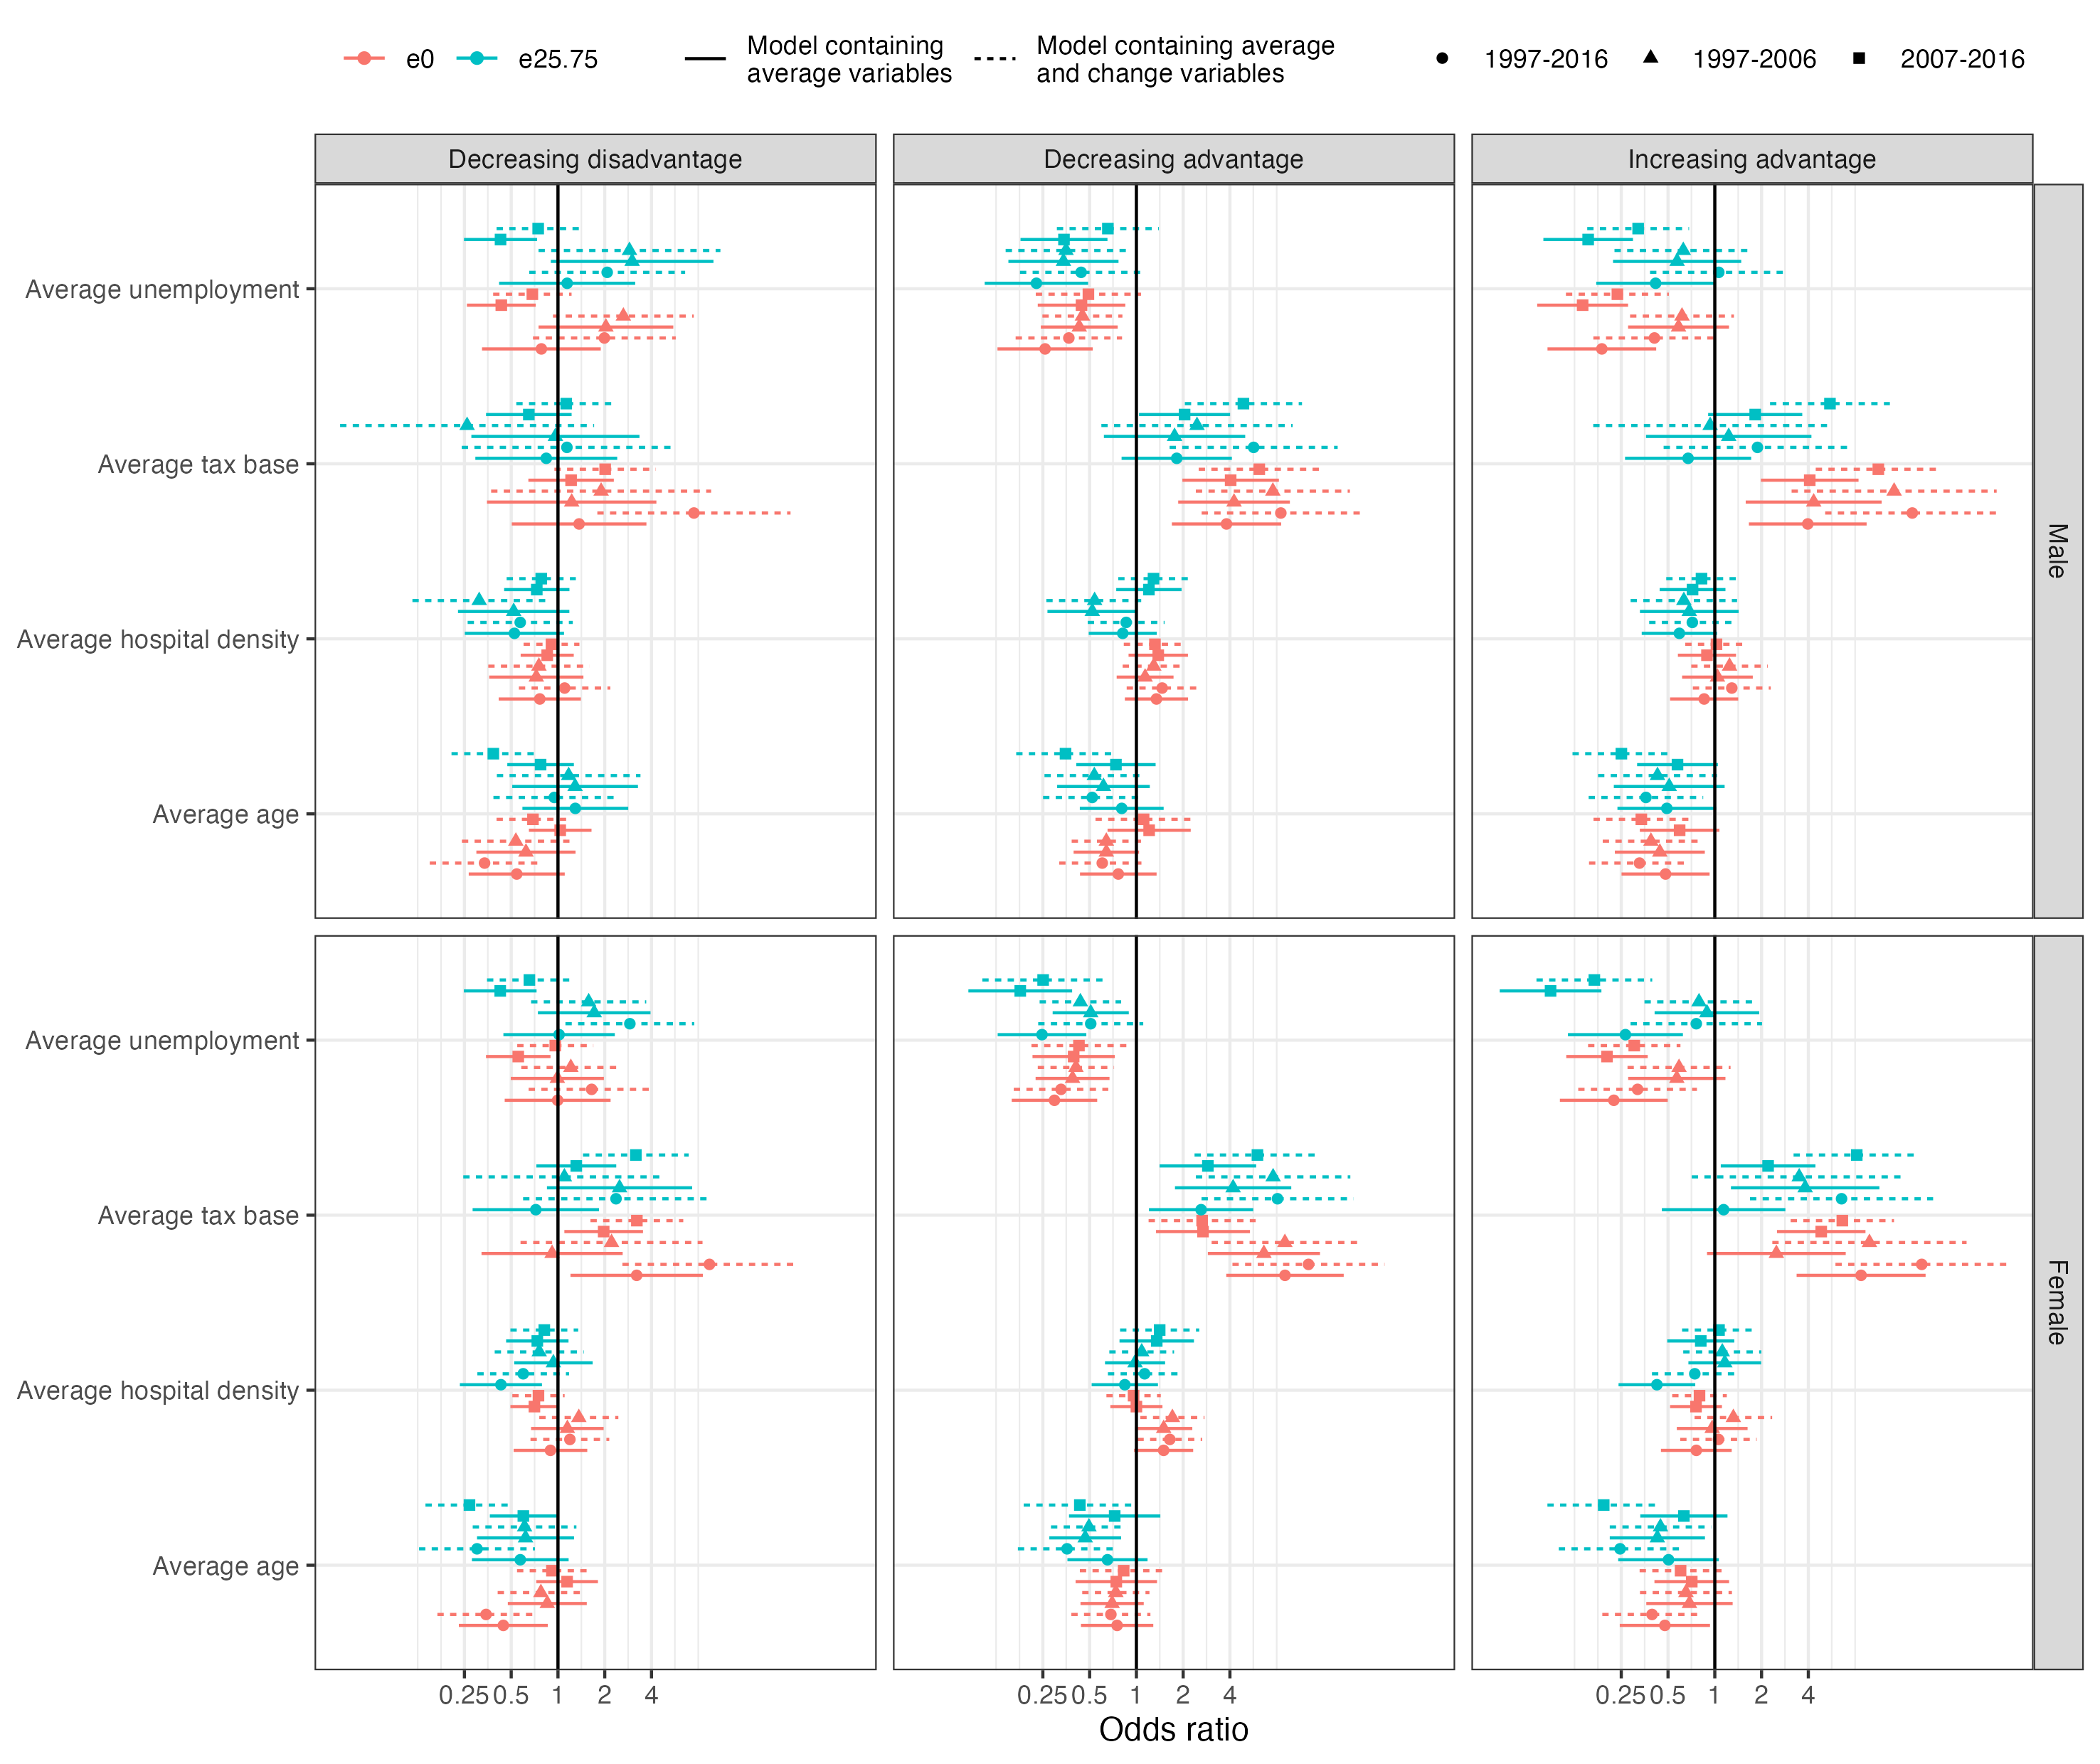 e0
e25.75
Model containing
average variables
Model containing average
and change variables
1997-2016
1997-2006
2007-2016
Decreasing disadvantage
Decreasing advantage
Increasing advantage
Average unemployment
Average tax base
Average hospital density
Average age
Male
Average unemployment
Average tax base
Average hospital density
Average age
Female
0.25 0.5 1 2 4
0.25 0.5 1 2 4
0.25 0.5 1 2 4
Odds ratio